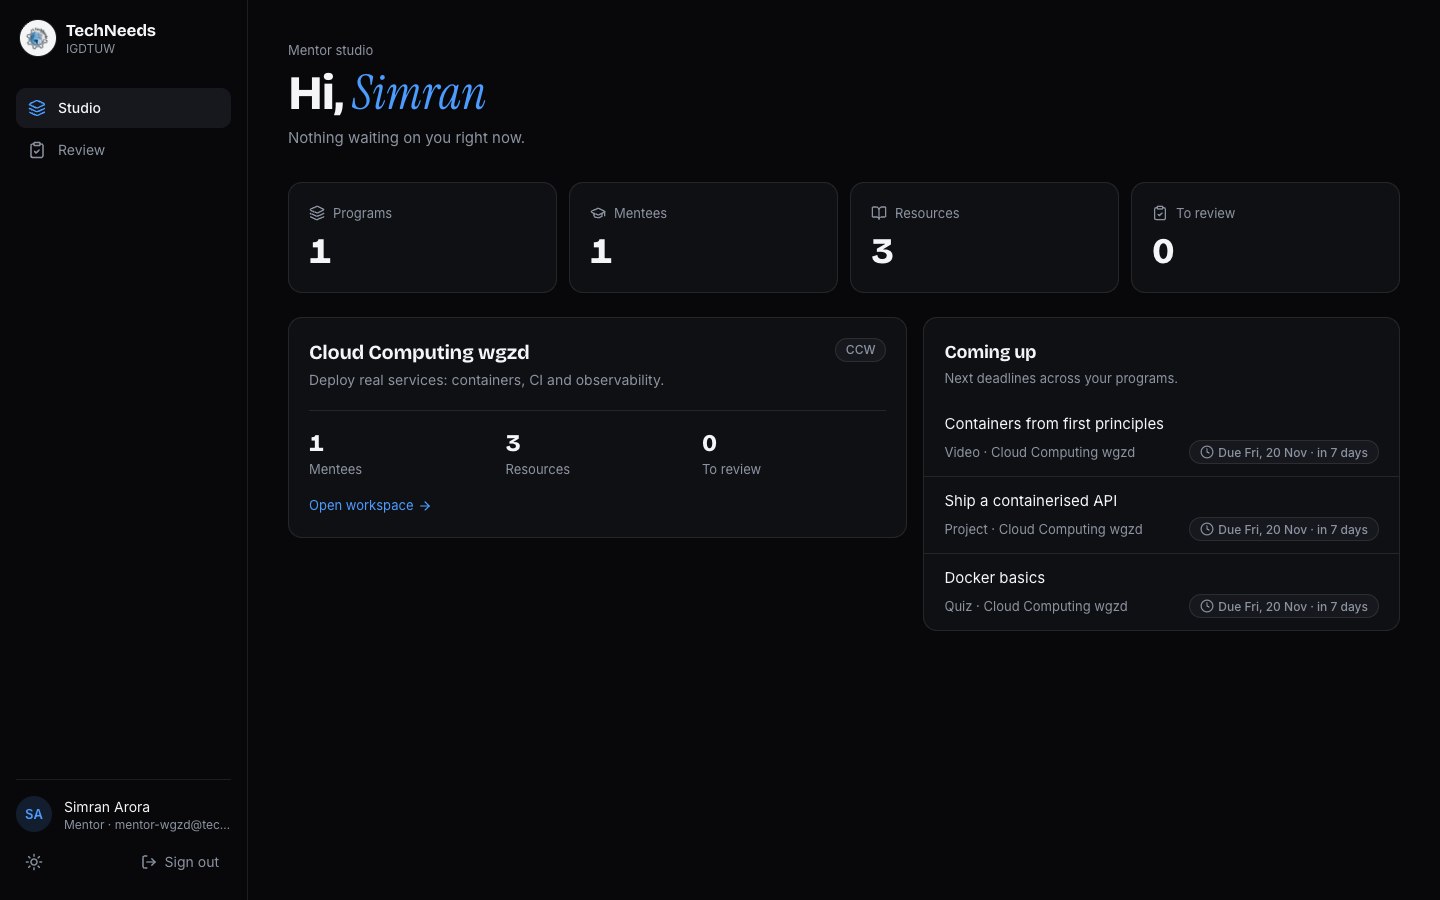 TechNeeds
IGDTUW
Studio
Review
Mentor studio
Hi, Simran
Nothing waiting on you right now.
Programs
1
Mentees
1
Resources
3
To review
0
Cloud Computing wgzd
CCW
Deploy real services: containers, CI and observability.
1
Mentees
3
Resources
0
To review
Open workspace →
Coming up
Next deadlines across your programs.
Containers from first principles
Video · Cloud Computing wgzd
Due Fri, 20 Nov · in 7 days
Ship a containerised API
Project · Cloud Computing wgzd
Due Fri, 20 Nov · in 7 days
Docker basics
Quiz · Cloud Computing wgzd
Due Fri, 20 Nov · in 7 days
SA
Simran Arora
Mentor · mentor-wgzd@tec...
Sign out